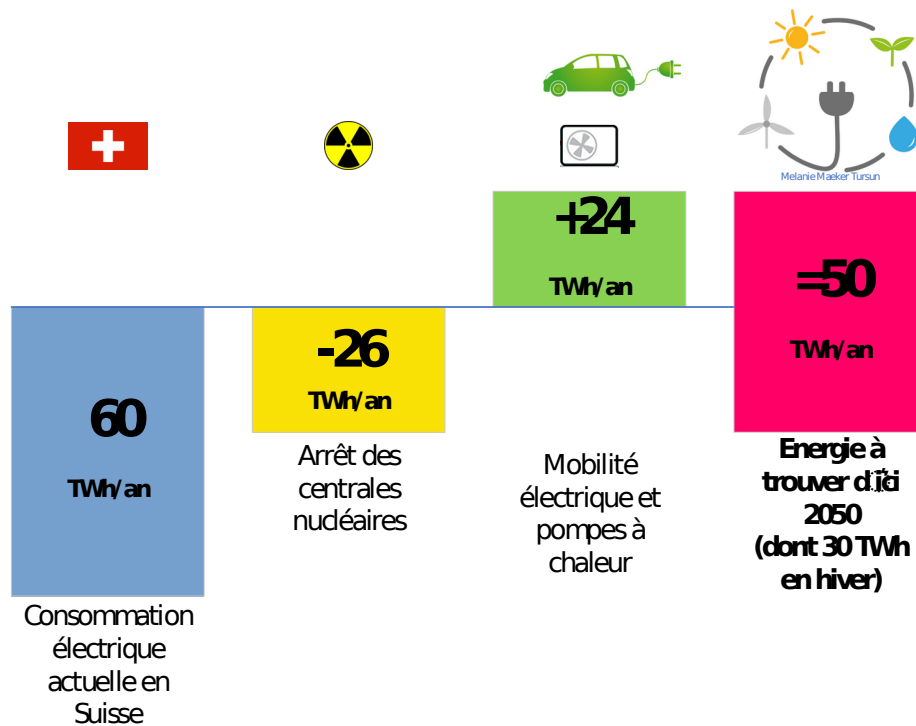 Melanie Maeker Tursun
+24
TWh/an
=50
TWh/an
-26
TWh/an
60
TWh/an
Arrêt des
centrales
nucléaires
Mobilité
électrique et
pompes à
chaleur
Energie à
trouver d'ici
2050
(dont 30 TWh
en hiver)
Consommation
électrique
actuelle en
Suisse